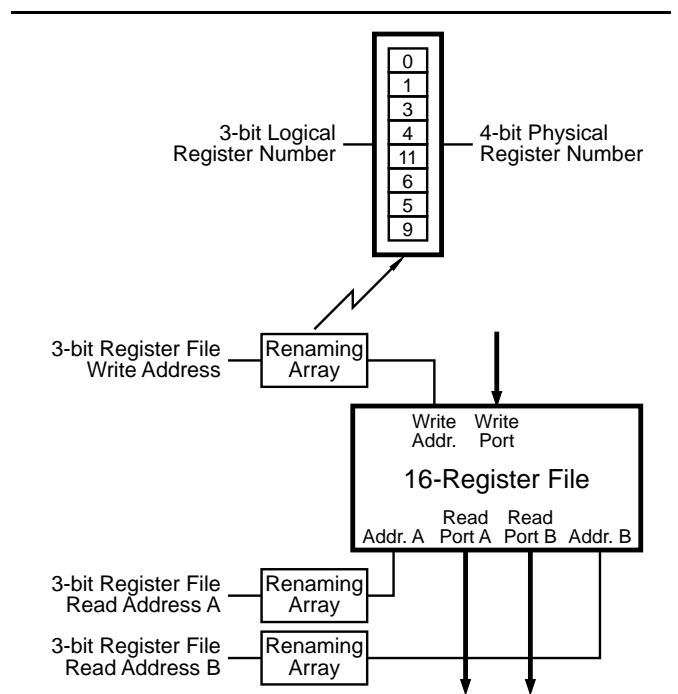 0
1
3
4
11
6
5
9
3-bit Logical
Register Number
4-bit Physical
Register Number
3-bit Register File
Write Address
Renaming
Array
Write
Addr.
Write
Port
16-Register File
Addr. A
Read
Port A
Read
Port B
Addr. B
3-bit Register File
Read Address A
Renaming
Array
3-bit Register File
Read Address B
Renaming
Array